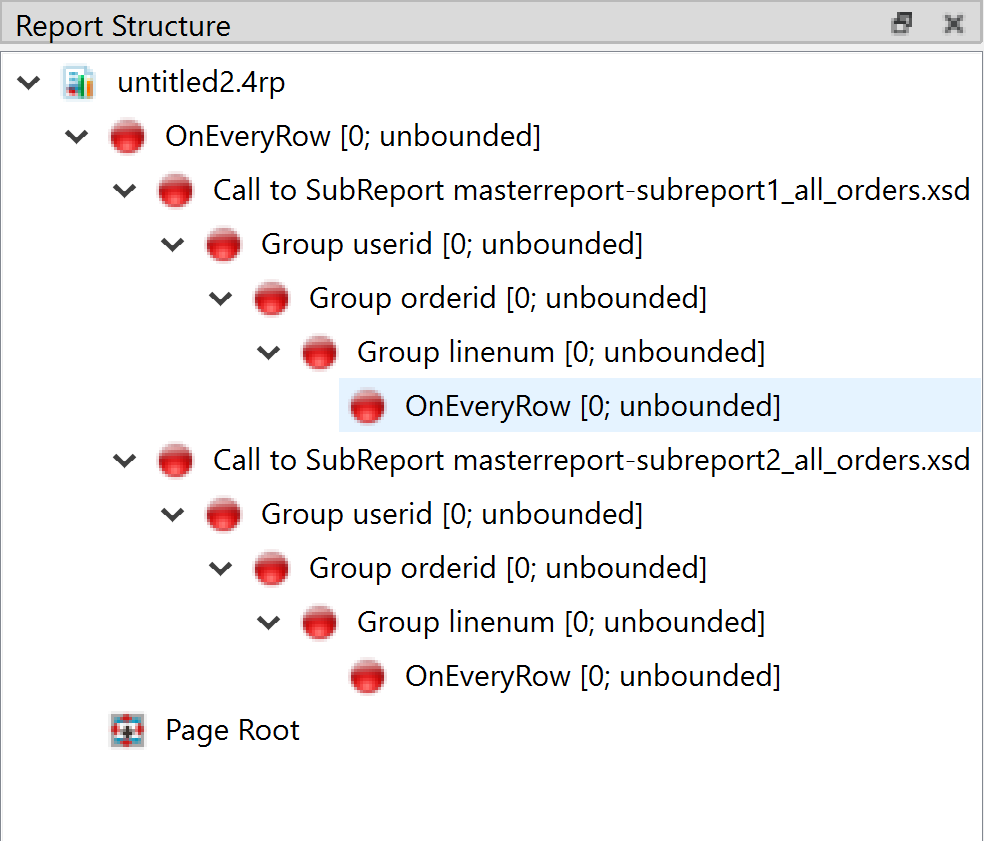 Report Structure
untitled2.4rp
OnEveryRow [0; unbounded]
Call to SubReport masterreport-subreport1_all_orders.xsd
Group userid [0; unbounded]
Group orderid [0; unbounded]
Group linenum [0; unbounded]
OnEveryRow [0; unbounded]
Call to SubReport masterreport-subreport2_all_orders.xsd
Group userid [0; unbounded]
Group orderid [0; unbounded]
Group linenum [0; unbounded]
OnEveryRow [0; unbounded]
Page Root